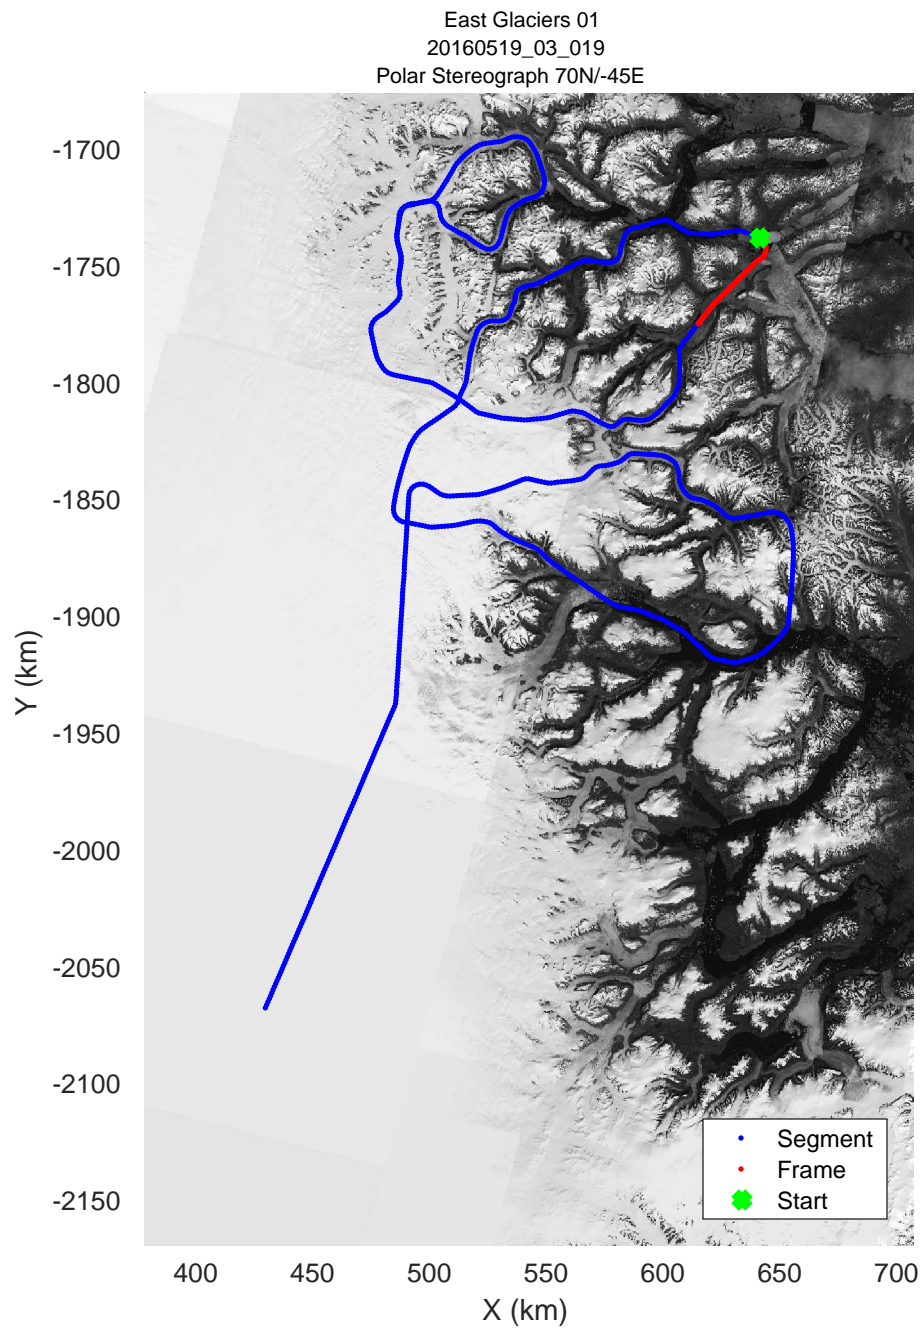 East Glaciers 01
20160519_03_019
Polar Stereograph 70N/-45E
-1700
-1750
-1800
-1850
-1900
-1950
-2000
-2050
-2100
-2150
Y (km)
Segment
Frame
Start
400 450 500 550 600 650 700
X (km)